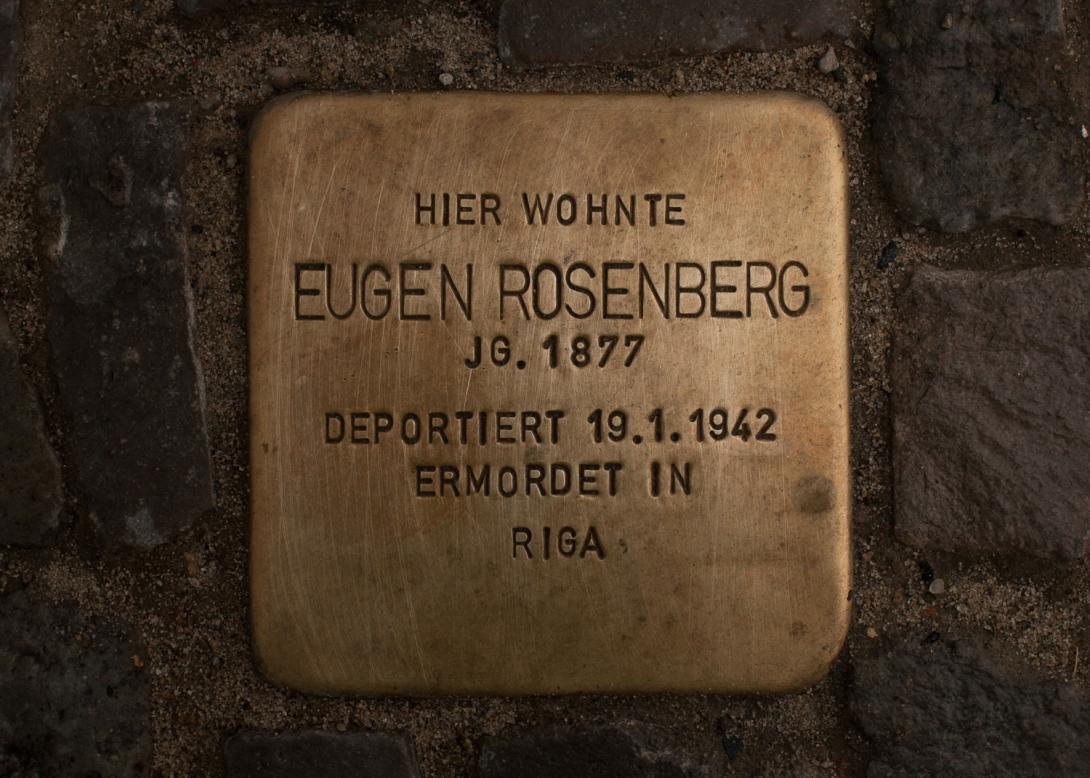 HIER WOHNTE
EUGEN ROSENBERG
JG. 1877
DEPORTIERT 19.1.1942
ERMORDET IN
RIGA